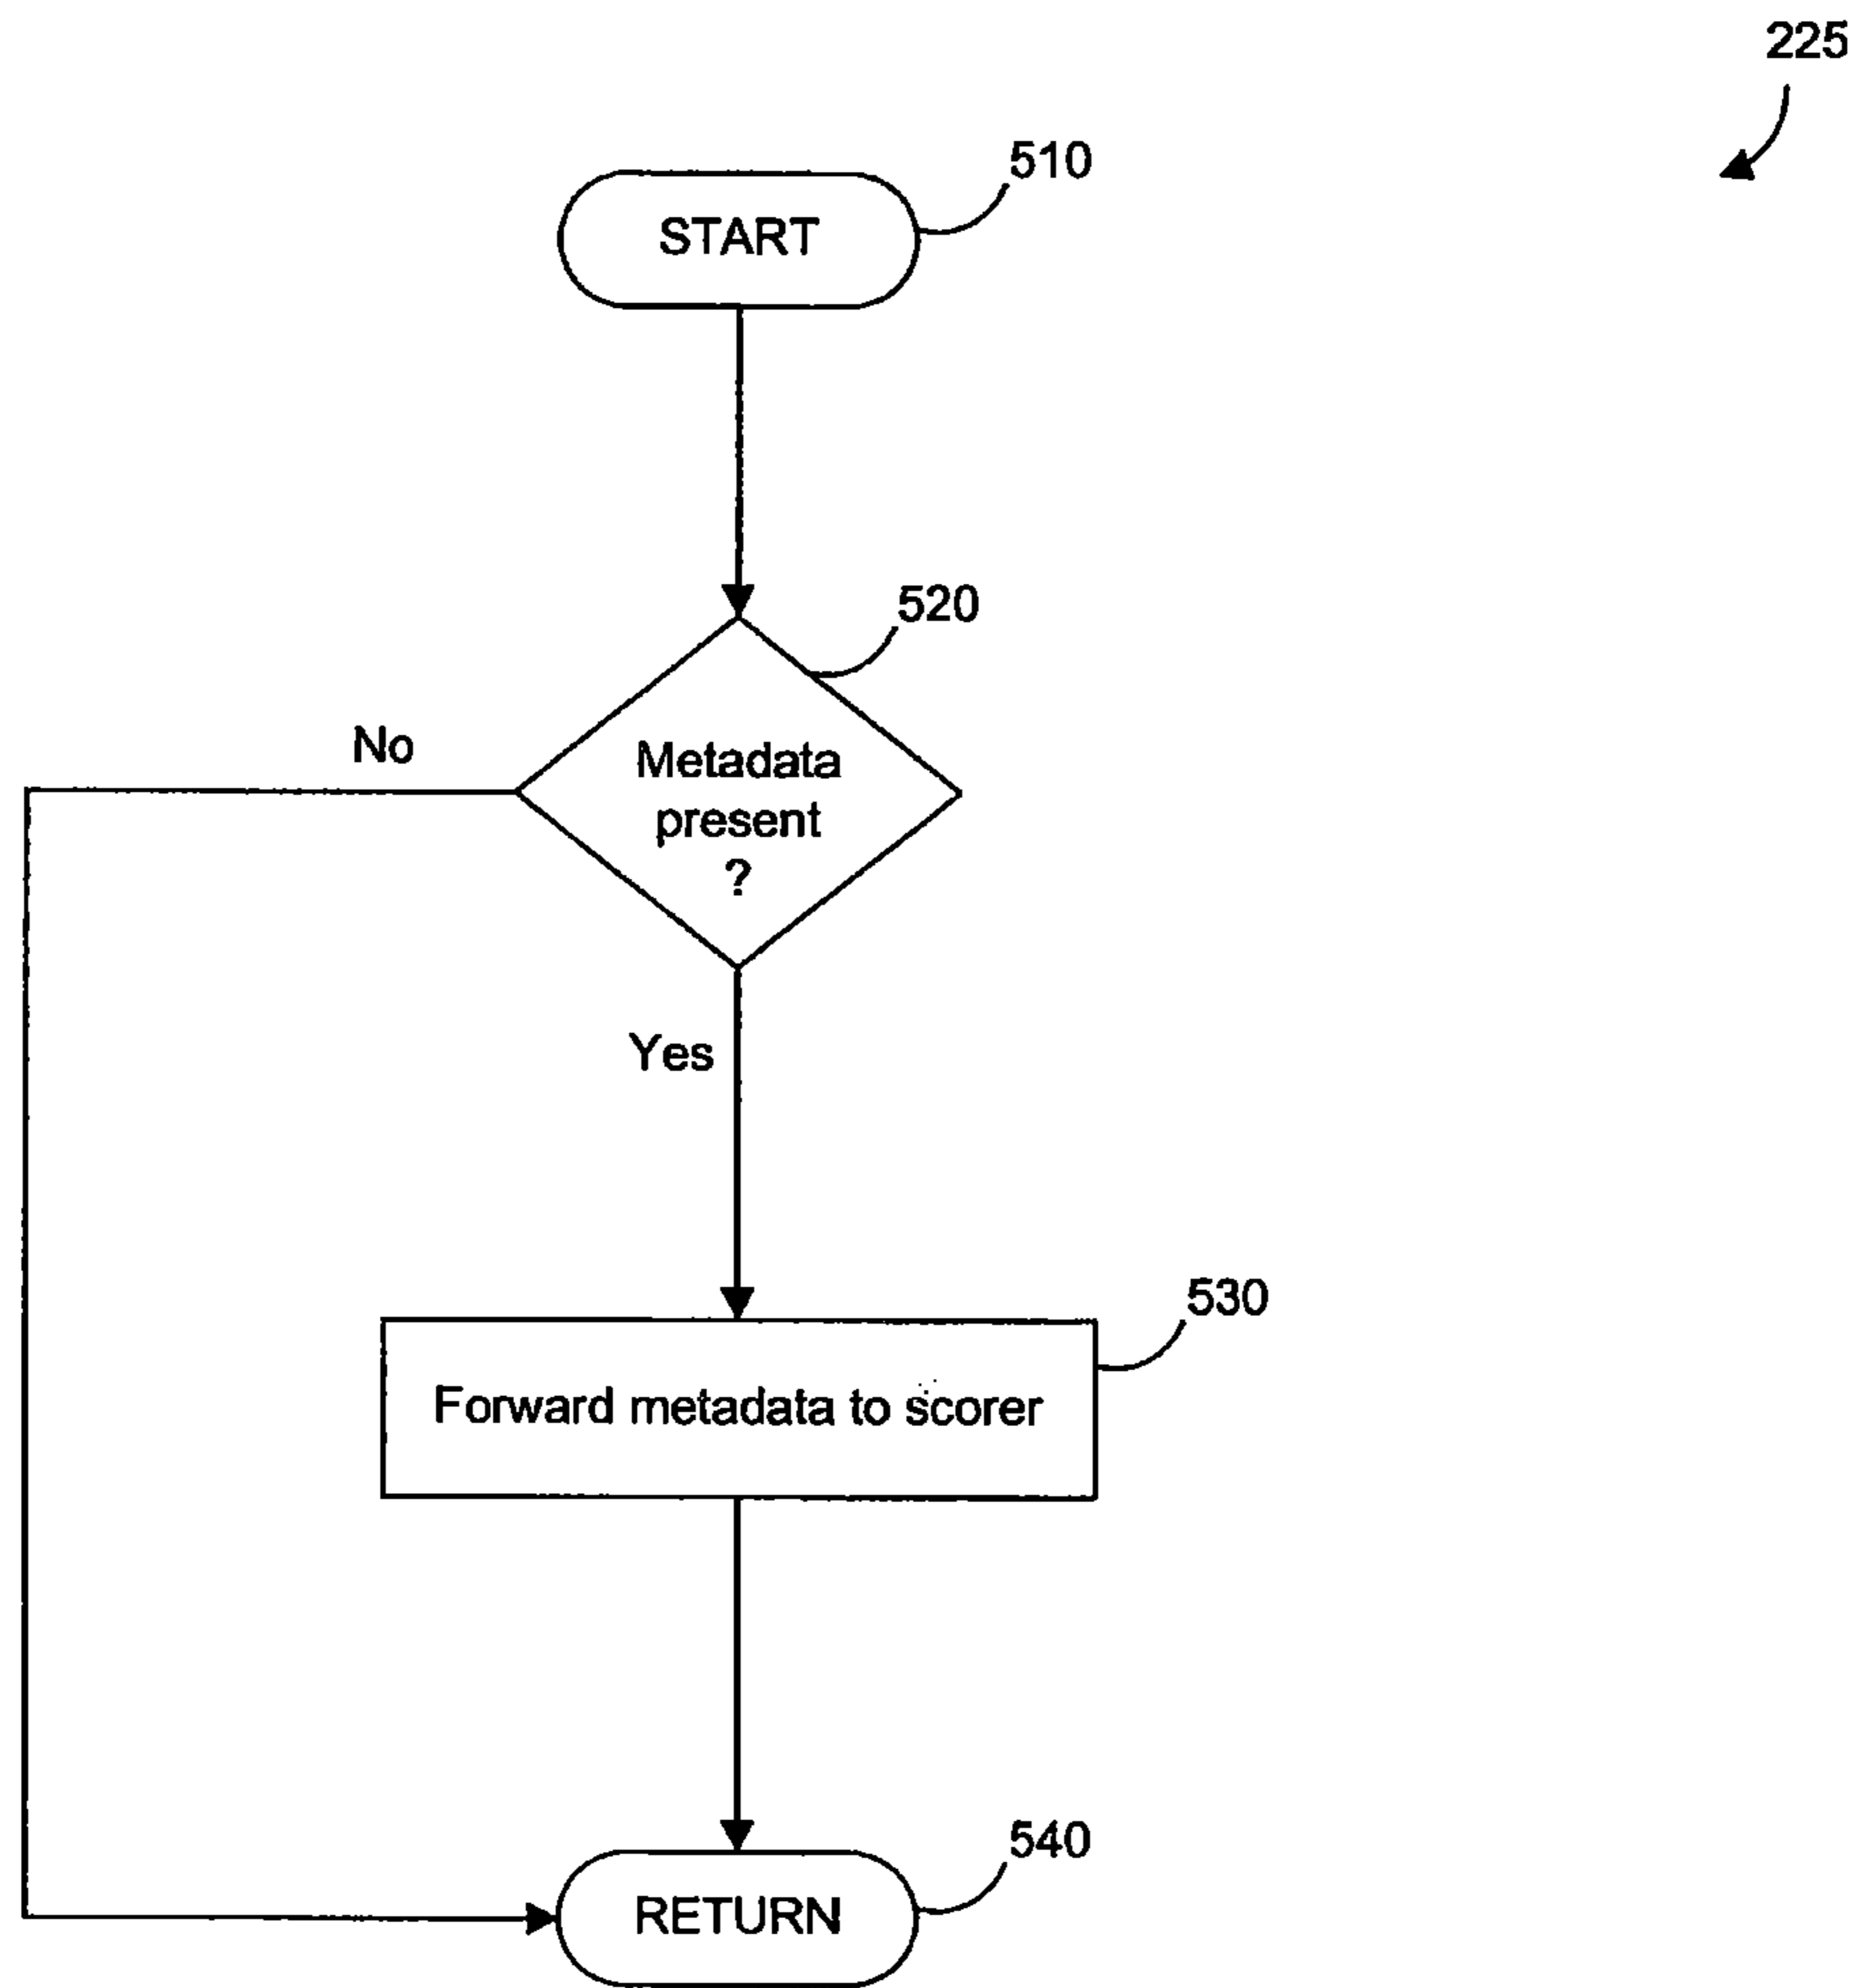 225
510
START
520
No
Metadata
present
?
Yes
530
Forward metadata to scorer
540
RETURN